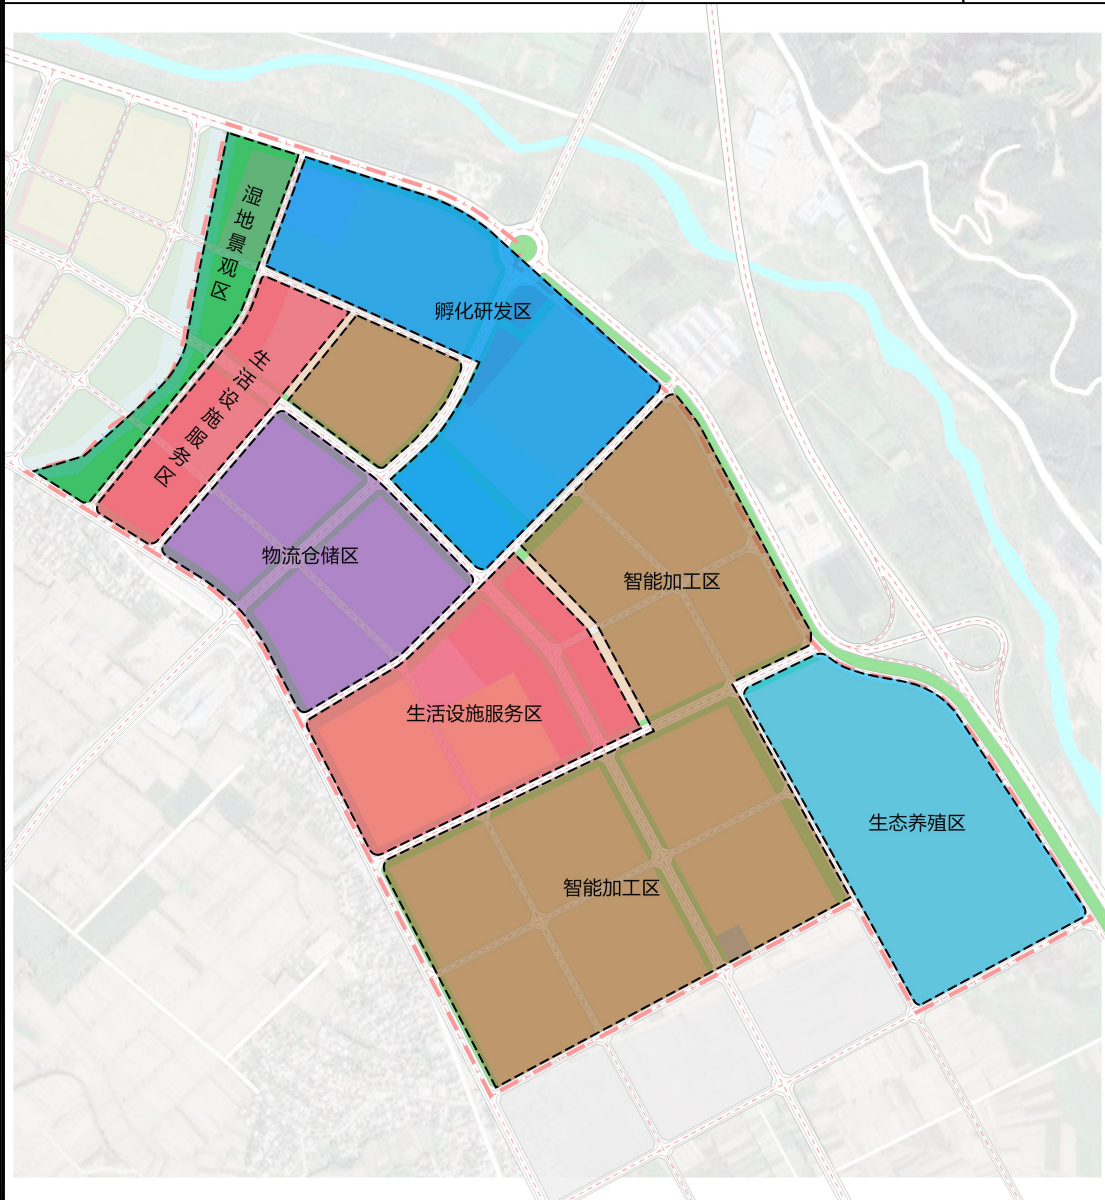 湿地景观区
孵化研发区
生活设施服务区
物流仓储区
智能加工区
生活设施服务区
生态养殖区
智能加工区